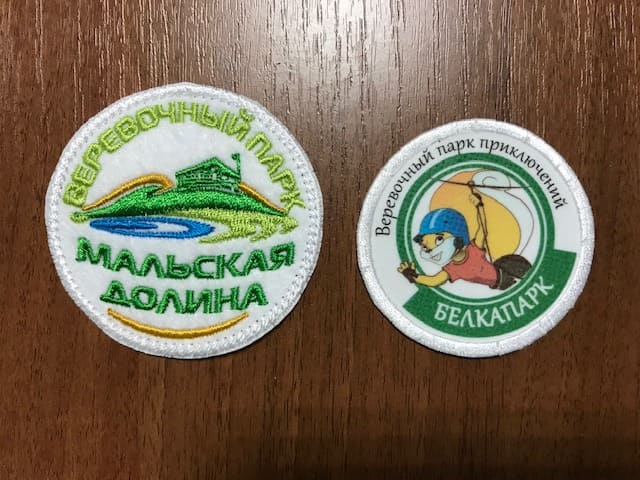 ВЕРЕВОЧНЫЙ ПАРК
МАЛЬСКАЯ
ДОЛИНА
Веревочный парк приключений
БЕЛКАПАРК